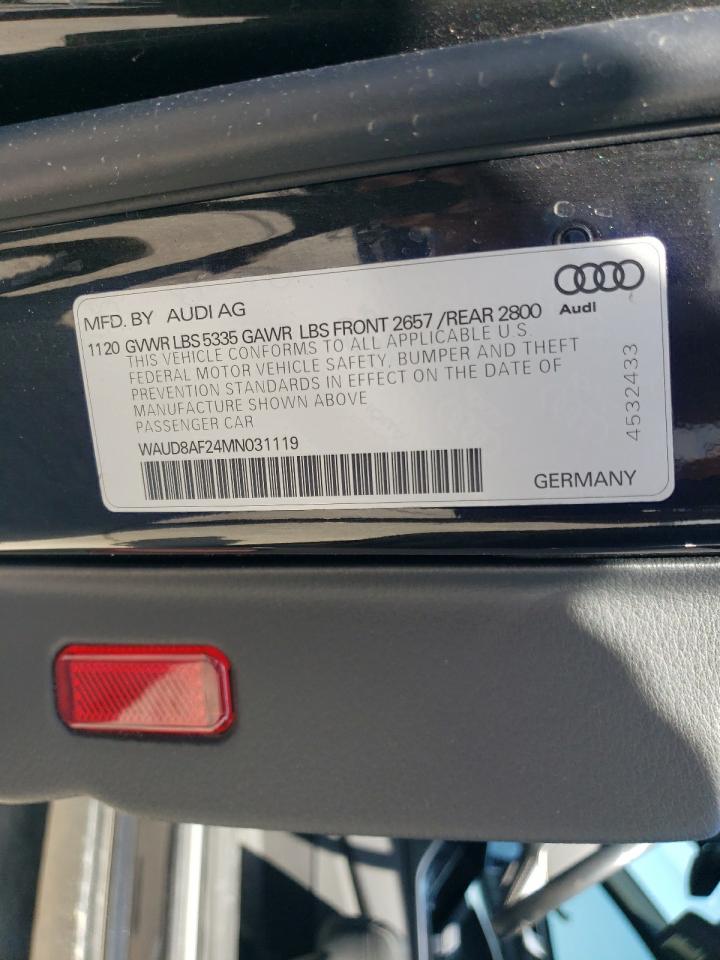 MFD. BY AUDI AG
Audi
1120 GVWR LBS 5335 GAWR LBS FRONT 2657 /REAR 2800
THIS VEHICLE CONFORMS TO ALL APPLICABLE U.S.
FEDERAL MOTOR VEHICLE SAFETY, BUMPER AND THEFT
PREVENTION STANDARDS IN EFFECT ON THE DATE OF
MANUFACTURE SHOWN ABOVE
PASSENGER CAR
WAUD8AF24MN031119
GERMANY
4532433